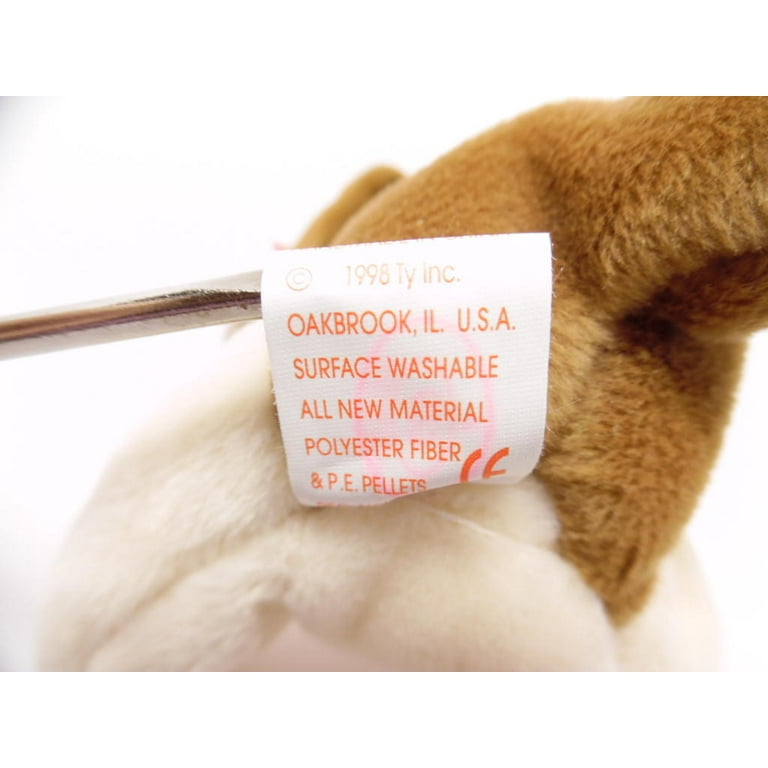 © 1998 Ty Inc.
OAKBROOK, IL. U.S.A.
SURFACE WASHABLE
ALL NEW MATERIAL
POLYESTER FIBER
& P.E. PELLETS CE